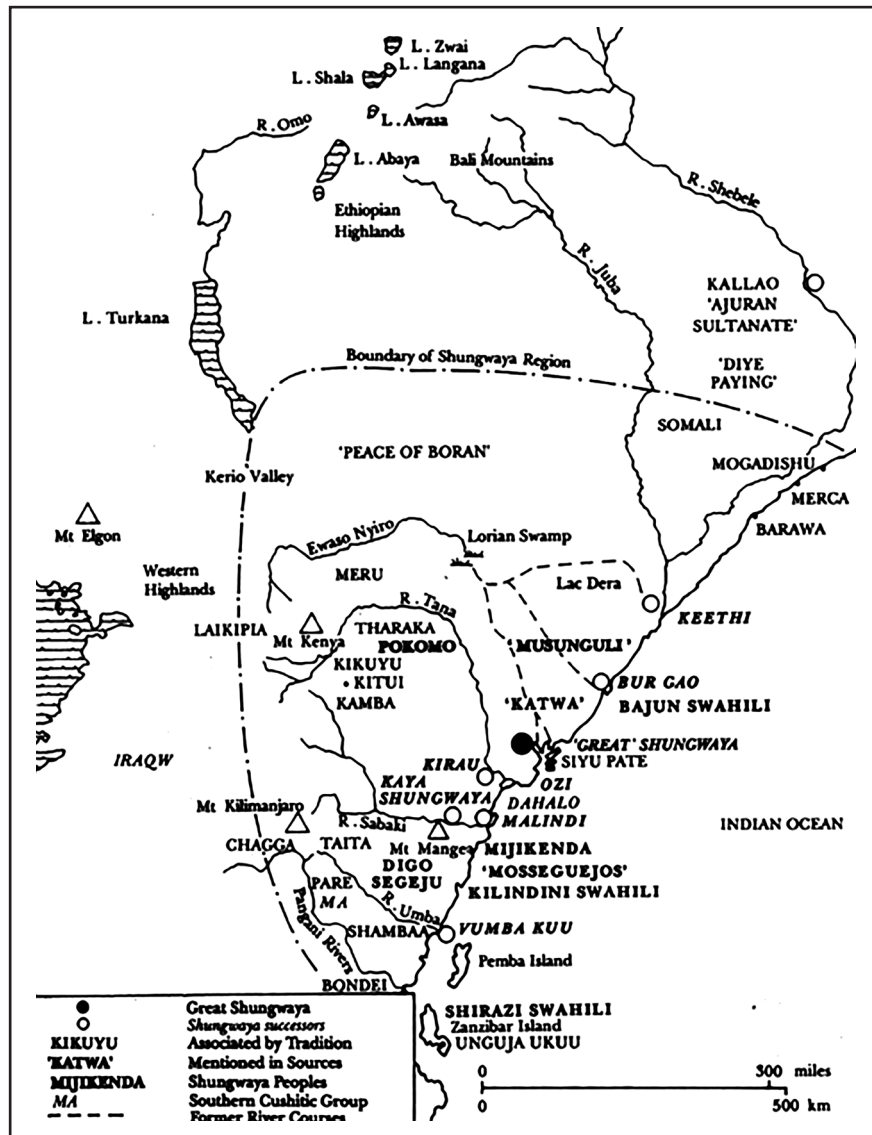 L. Zwai
L. Langana
L. Shala
L. Awasa
R. Omo
L. Abaya
Bali Mountains
R. Shebele
Ethiopian
Highlands
R. Juba
KALLAO
'AJURAN
SULTANATE'
L. Turkana
Boundary of Shungwaya Region
'DIYE
PAYING'
SOMALI
'PEACE OF BORAN'
MOGADISHU
Kerio Valley
MERCA
BARAWA
Mt Elgon
Ewaso Nyiro
Lorian Swamp
Western
Highlands
MERU
Lac Dera
R. Tana
KEETHI
LAIKIPIA
Mt Kenya
THARAKA
POKOMO
'MUSUNGULI'
KIKUYU
KITUI
KAMBA
BUR GAO
'KATWA'
BAJUN SWAHILI
'GREAT' SHUNGWAYA
SIYU PATE
IRAQW
KIRAU
OZI
KAYA
SHUNGWAYA
DAHALO
MALINDI
Mt Kilimanjaro
R. Sabaki
INDIAN OCEAN
CHAGGA
TAITA
Mt Mangea
MIJIKENDA
DIGO
SEGEJU
'MOSSEGUEJOS'
KILINDINI SWAHILI
PARE
MA
R. Umba
Pangani Rivers
SHAMBAA
VUMBA KUU
Pemba Island
BONDEI
SHIRAZI SWAHILI
Zanzibar Island
UNGUJA UKUU
Great Shungwaya
Shungwaya successors
KIKUYU Associated by Tradition
'KATWA' Mentioned in Sources
MIJIKENDA Shungwaya Peoples
MA Southern Cushitic Group
Former River Courses
0 300 miles
0 500 km